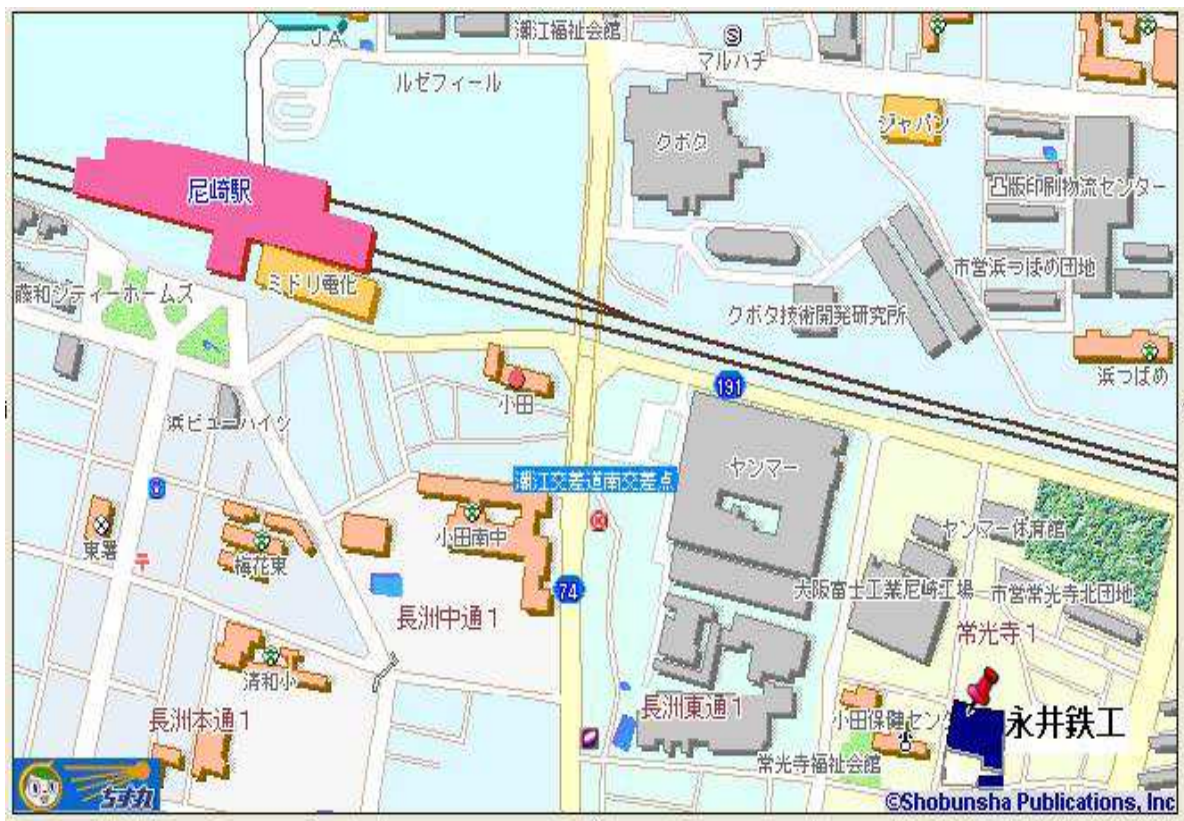 JA
潮江福祉会館
S
マルハチ
ルゼフィール
ジャパン
クボタ
尼崎駅
凸版印刷物流センター
市営浜つばめ団地
ミドリ電化
藤和シティーホームズ
クボタ技術開発研究所
浜つばめ
191
小田
浜ビューハイツ
ヤンマー
潮江交差道南交差点
ヤンマー体育館
小田南中
東署
梅花東
74
大阪富士工業尼崎工場
市営常光寺北団地
長洲中通1
常光寺1
清和小
長洲本通1
長洲東通1
小田保健セン
永井鉄工
常光寺福祉会館
ちず丸
©Shobunsha Publications, Inc